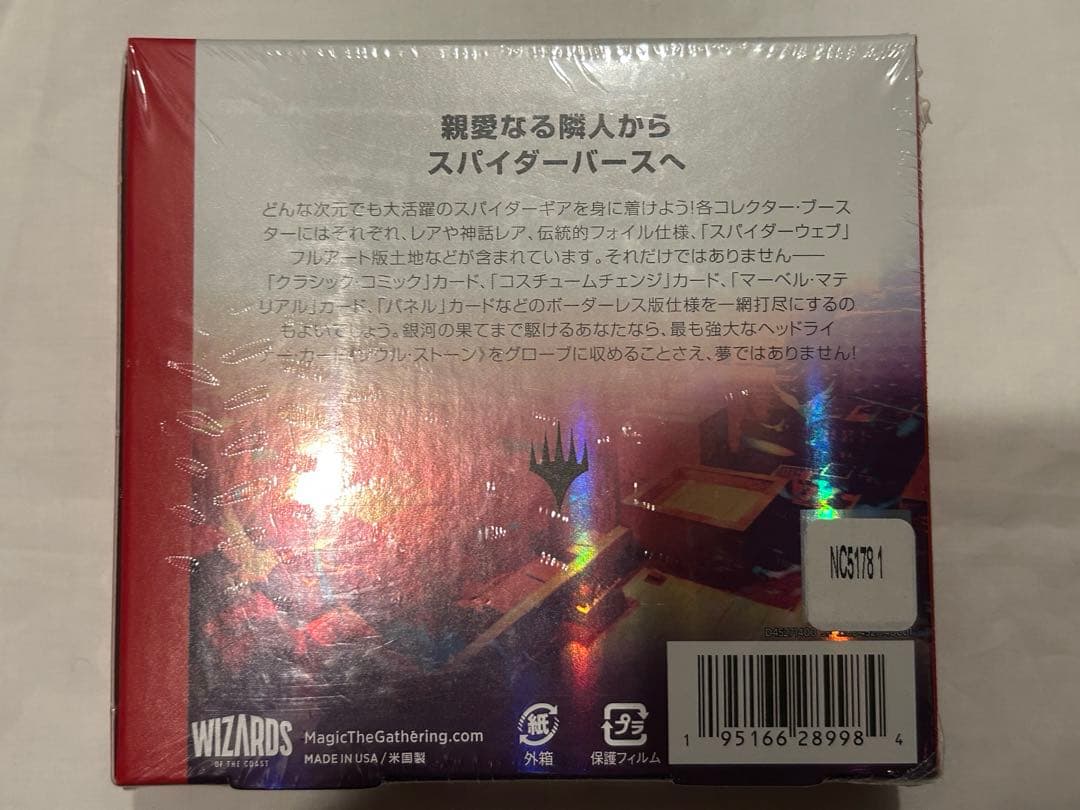 親愛なる隣人から
スパイダーバースへ
どんな次元でも大活躍のスパイダーギアを身に着けよう!各コレクター・ブース
ターにはそれぞれ、レアや神話レア、伝統的フォイル仕様、「スパイダーウェブ」
フルアート版土地などが含まれています。それだけではありません――
「クラシック・コミック」カード、「コスチュームチェンジ」カード、「マーベル・マテ
リアル」カード、「パネル」カードなどのボーダーレス版仕様を一網打尽にするの
もよいでしょう。銀河の果てまで駆けるあなたなら、最も強大なヘッドライ
ナー・カード《ソウル・ストーン》をグローブに収めることさえ、夢ではありません!
NC5178 1
WIZARDS
OF THE COAST
MagicTheGathering.com
MADE IN USA / 米国製
紙
外箱
プラ
保護フィルム
1 95166 28998 4